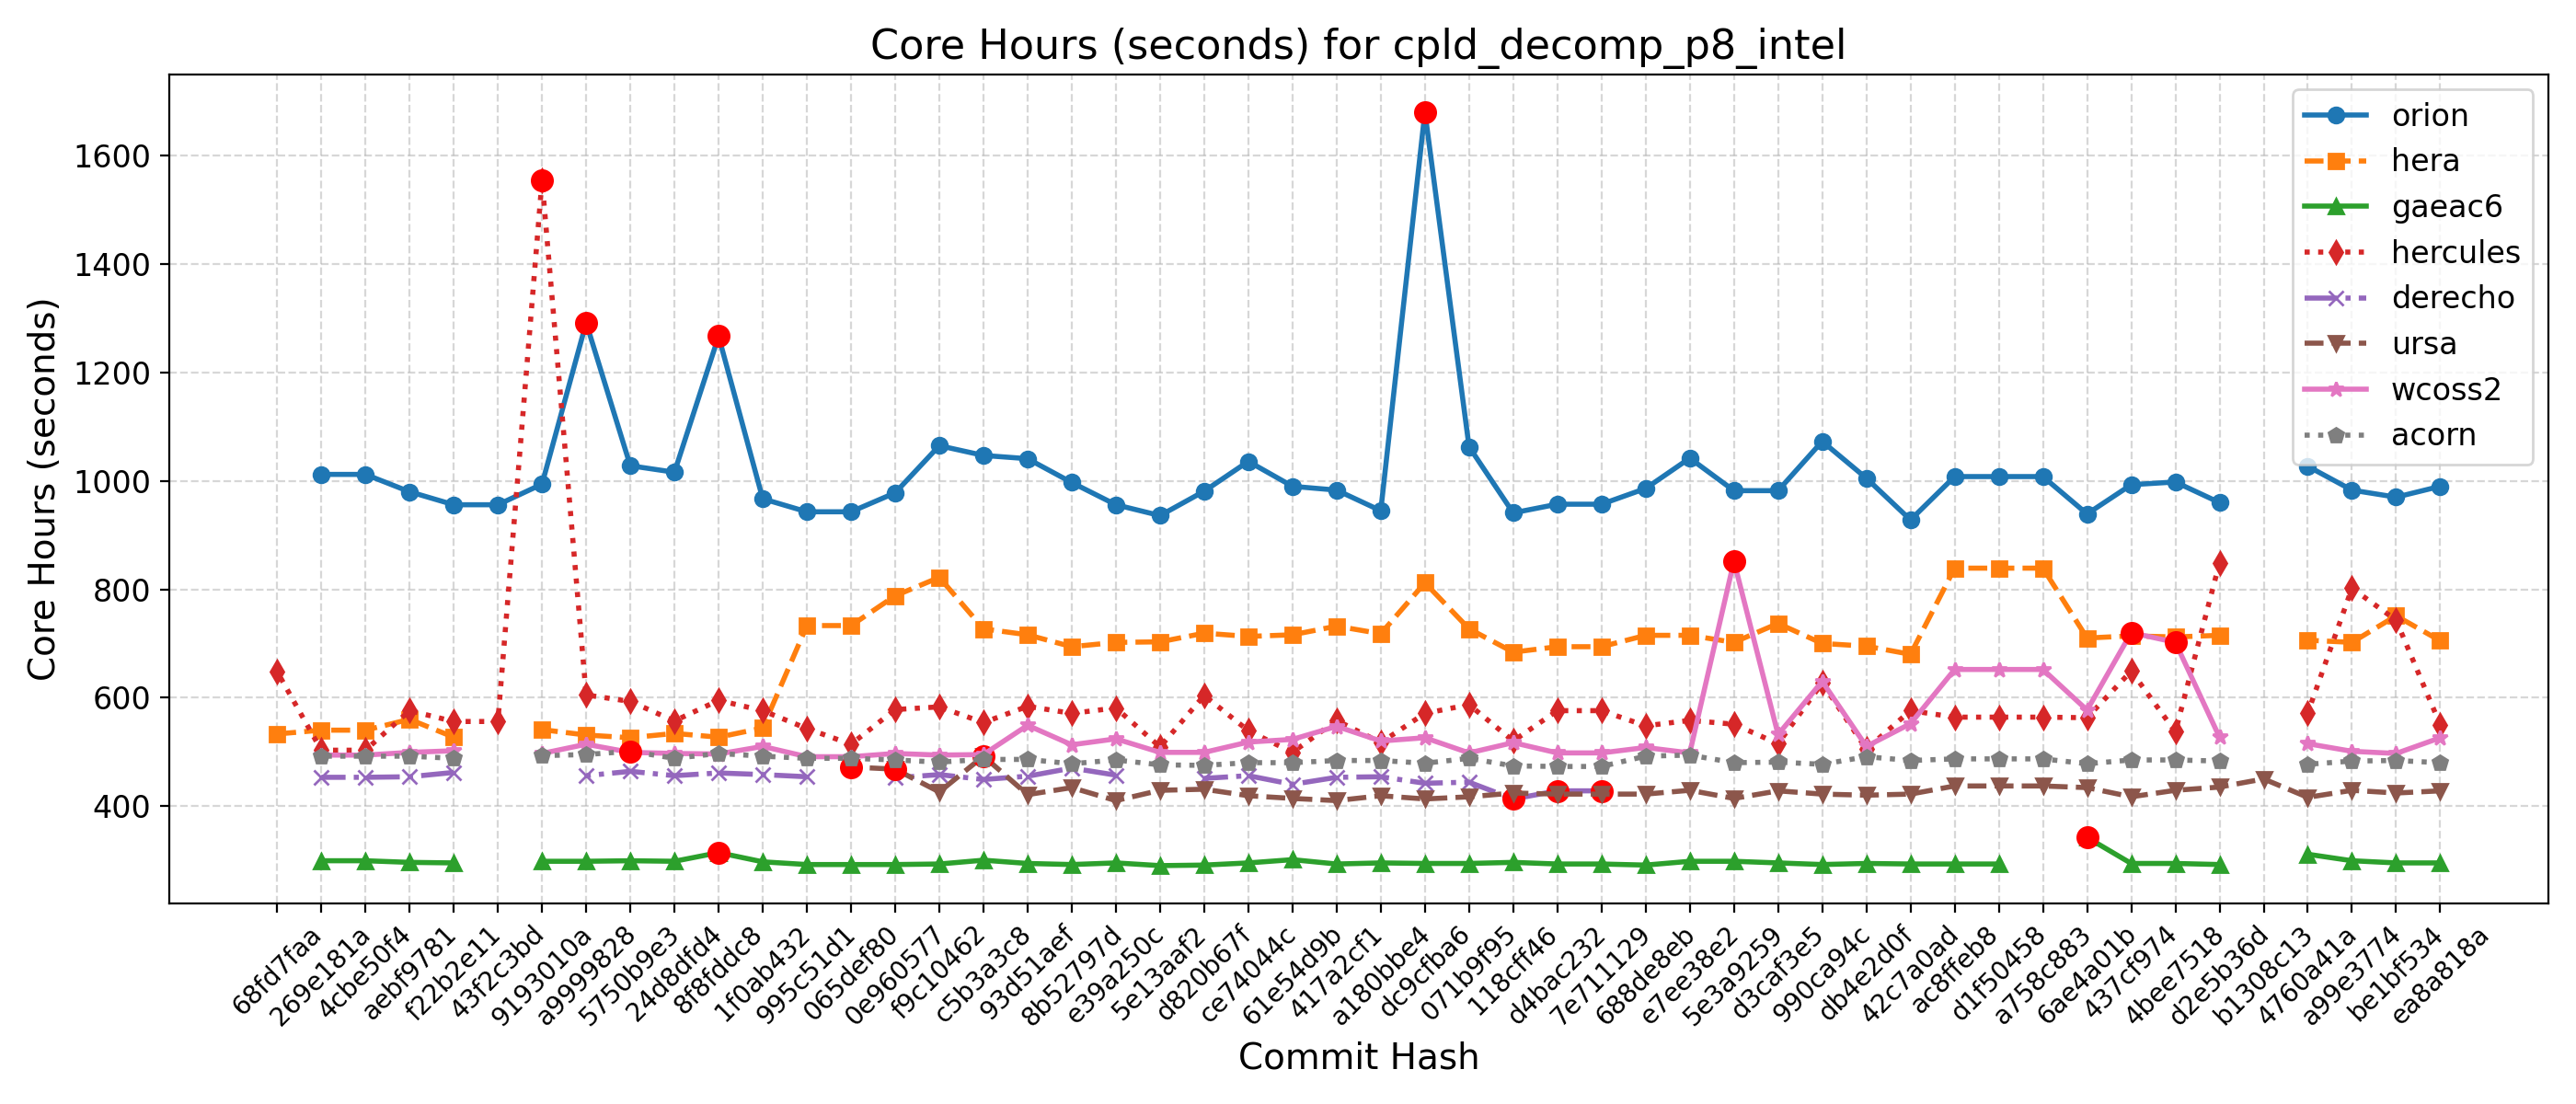 Core Hours (seconds) for cpld_decomp_p8_intel
Core Hours (seconds)
1600
1400
1200
1000
800
600
400
orion
hera
gaeac6
hercules
derecho
ursa
wcoss2
acorn
68fd7faa
269e181a
4cbe50f4
aebf9781
f22b2e11
43f2c3bd
9193010a
a9999828
5750b9e3
24d8dfd4
8f8fddc8
1f0ab432
995c51d1
065def80
0e960577
f9c10462
c5b3a3c8
93d51aef
8b52797d
e39a250c
5e13aaf2
d820b67f
ce74044c
61e54d9b
417a2cf1
a180bbe4
dc9cfba6
071b9f95
118cff46
d4bac232
7e711129
688de8eb
e7ee38e2
5e3a9259
d3caf3e5
990ca94c
db4e2d0f
42c7a0ad
ac8ffeb8
d1f50458
a758c883
6ae4a01b
437cf974
4bee7518
d2e5b36d
b1308c13
4760a41a
a99e3774
be1bf534
ea8a818a
Commit Hash